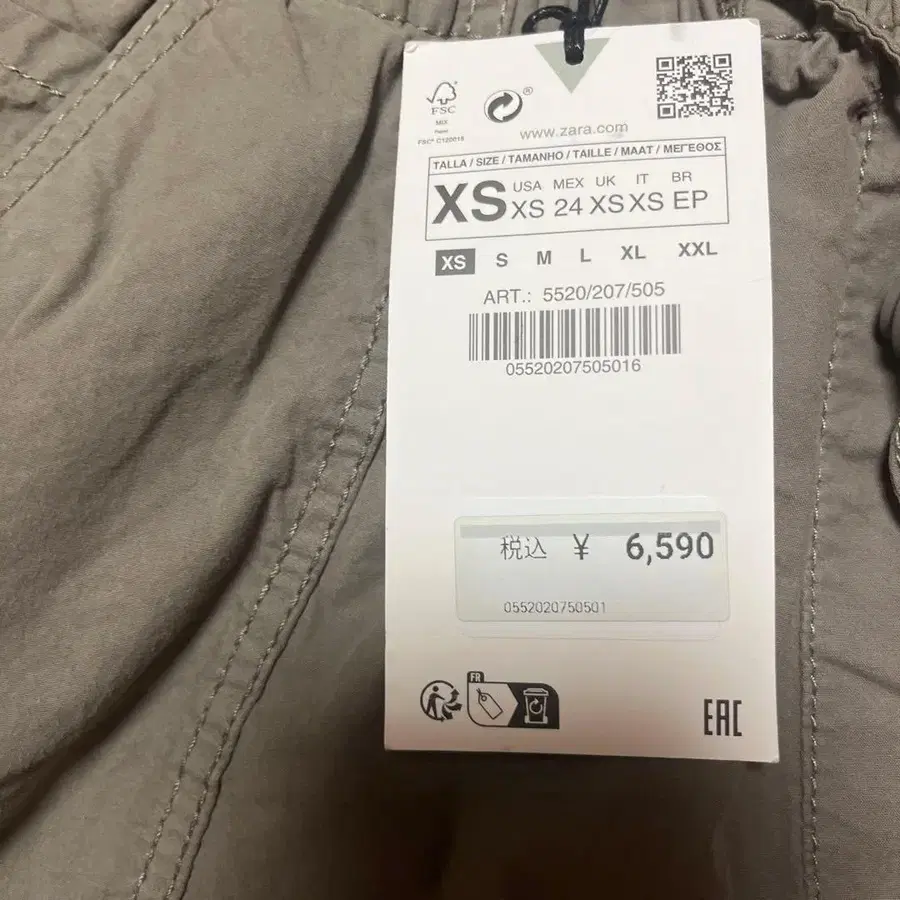 FSC
MIX
Paper
FSC® C120015
®
www.zara.com
TALLA / SIZE / TAMANHO / TAILLE / MAAT / ΜΕΓΕΘΟΣ
XS
USA MEX UK IT BR
XS 24 XS XS EP
XS S M L XL XXL
ART.: 5520/207/505
05520207505016
税込 ¥ 6,590
0552020750501
FR
EAC